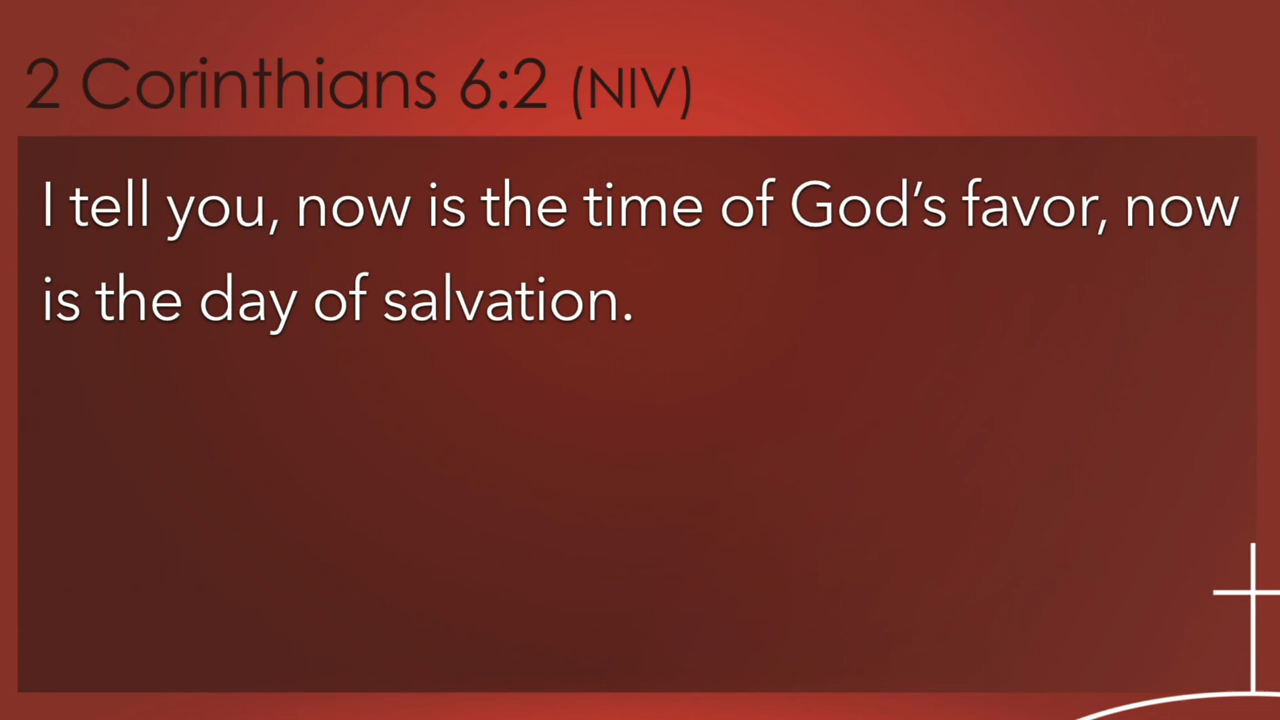 2 Corinthians 6:2 (NIV)
I tell you, now is the time of God’s favor, now
is the day of salvation.